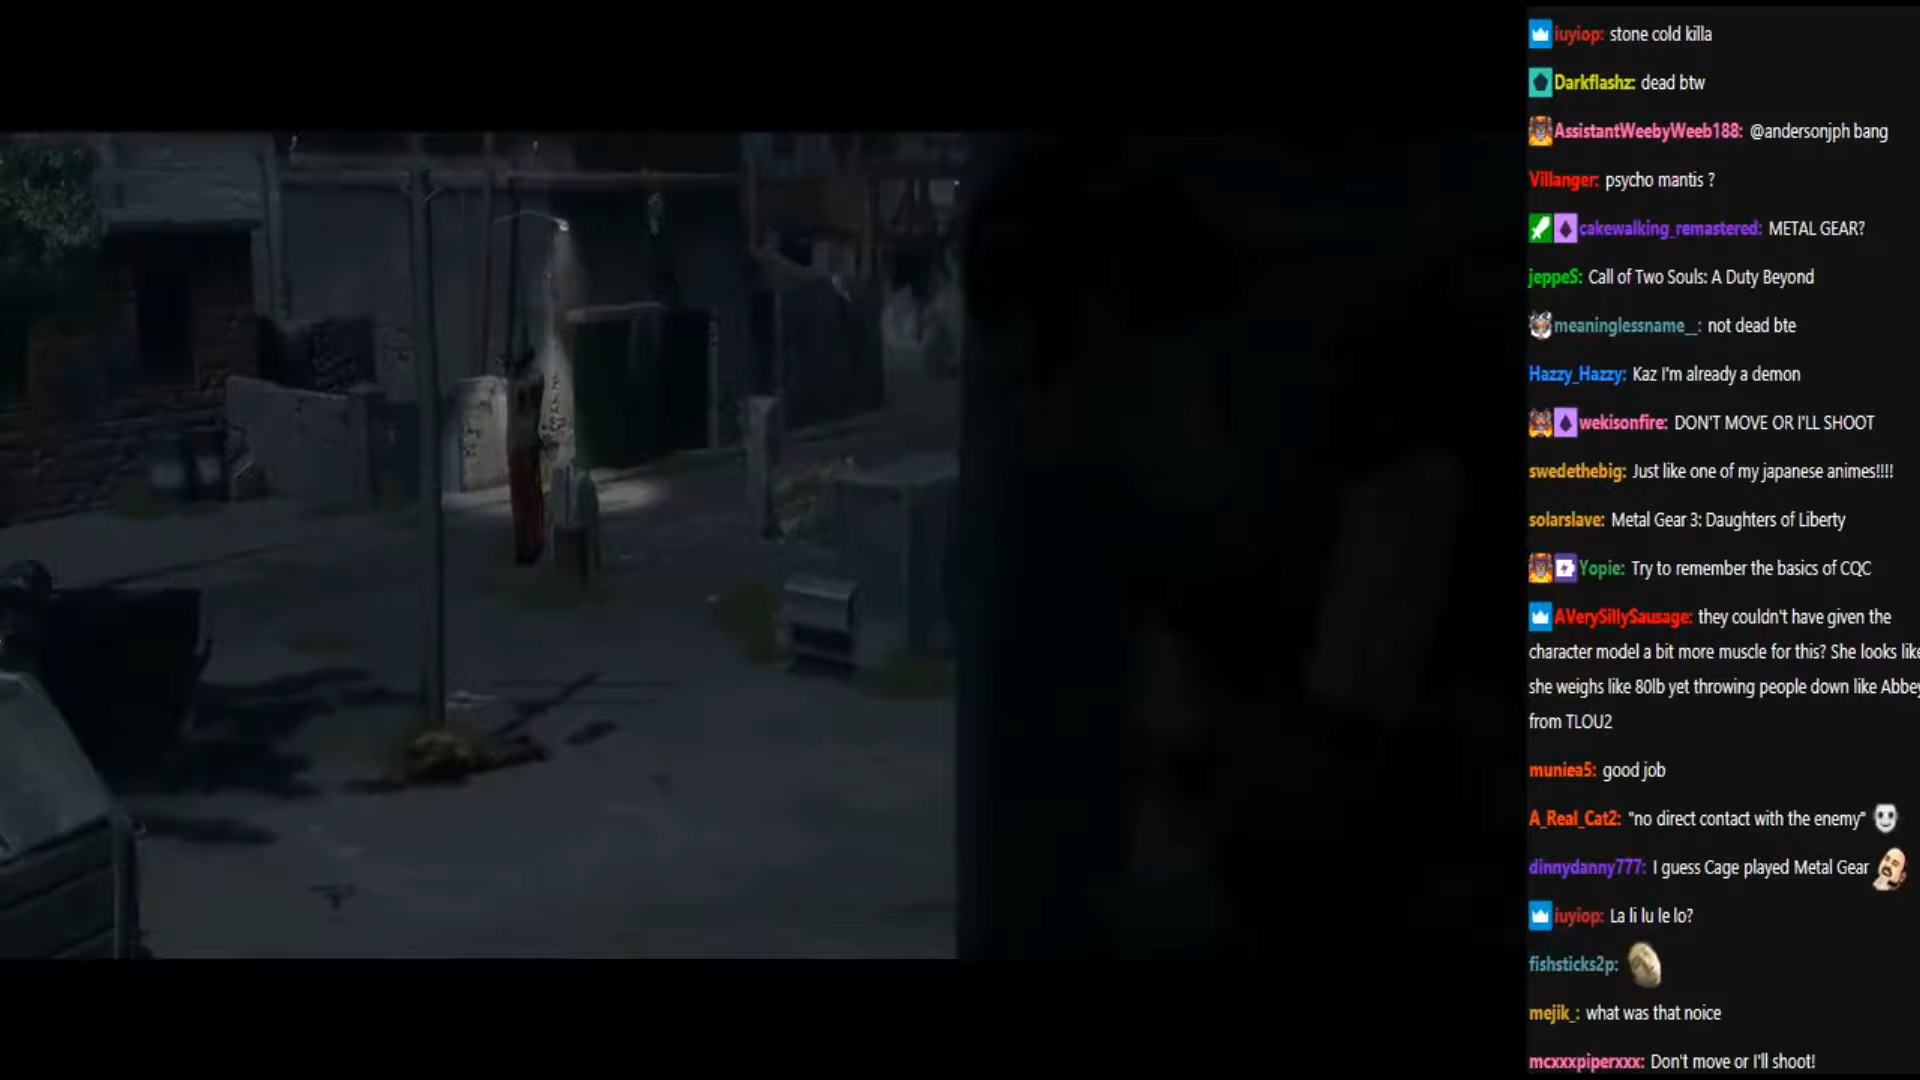 iuyiop: stone cold killa
Darkflashz: dead btw
AssistantWeebyWeeb188: @andersonjph bang
Villanger: psycho mantis ?
cakewalking_remastered: METAL GEAR?
jeppeS: Call of Two Souls: A Duty Beyond
meaninglessname__: not dead bte
Hazzy_Hazzy: Kaz I'm already a demon
wekisonfire: DON'T MOVE OR I'LL SHOOT
swedethebig: Just like one of my japanese animes!!!!
solarslave: Metal Gear 3: Daughters of Liberty
Yopie: Try to remember the basics of CQC
AVerySillySausage: they couldn't have given the
character model a bit more muscle for this? She looks like
she weighs like 80lb yet throwing people down like Abbey
from TLOU2
muniea5: good job
A_Real_Cat2: "no direct contact with the enemy"
dinnydanny777: I guess Cage played Metal Gear
iuyiop: La li lu le lo?
fishsticks2p:
mejik_: what was that noice
mcxxxpiperxxx: Don't move or I'll shoot!